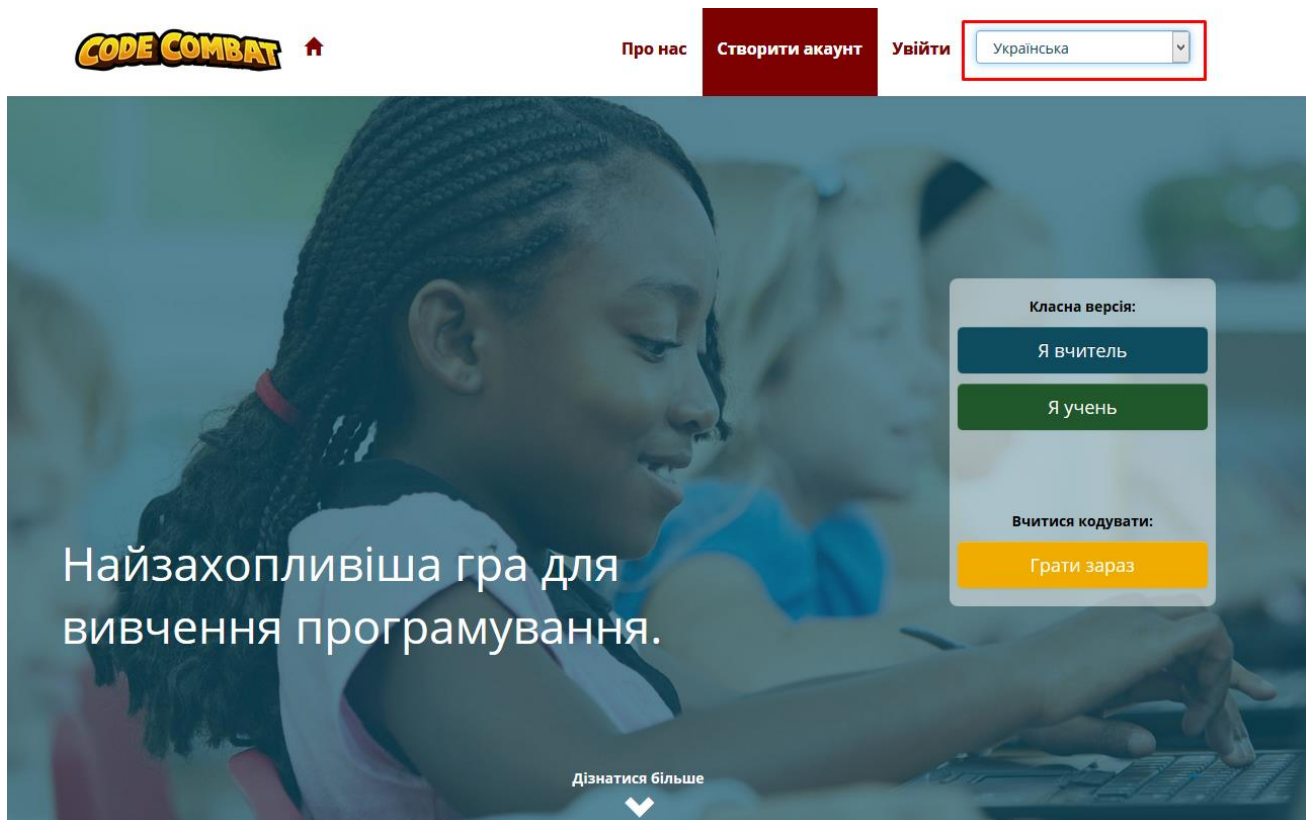 CODE COMBAT
Про нас
Створити акаунт
Увійти
Українська
Класна версія:
Я вчитель
Я учень
Вчитися кодувати:
Грати зараз
Найзахопливіша гра для
вивчення програмування.
Дізнатися більше